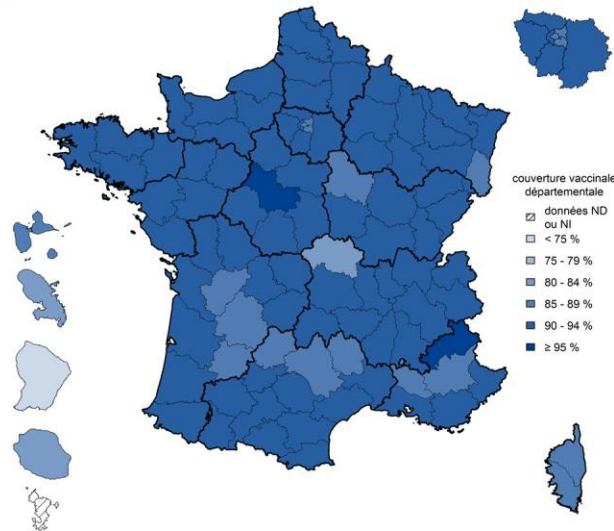 couverture vaccinale
départementale
données ND
ou NI
< 75 %
75 - 79 %
80 - 84 %
85 - 89 %
90 - 94 %
≥ 95 %